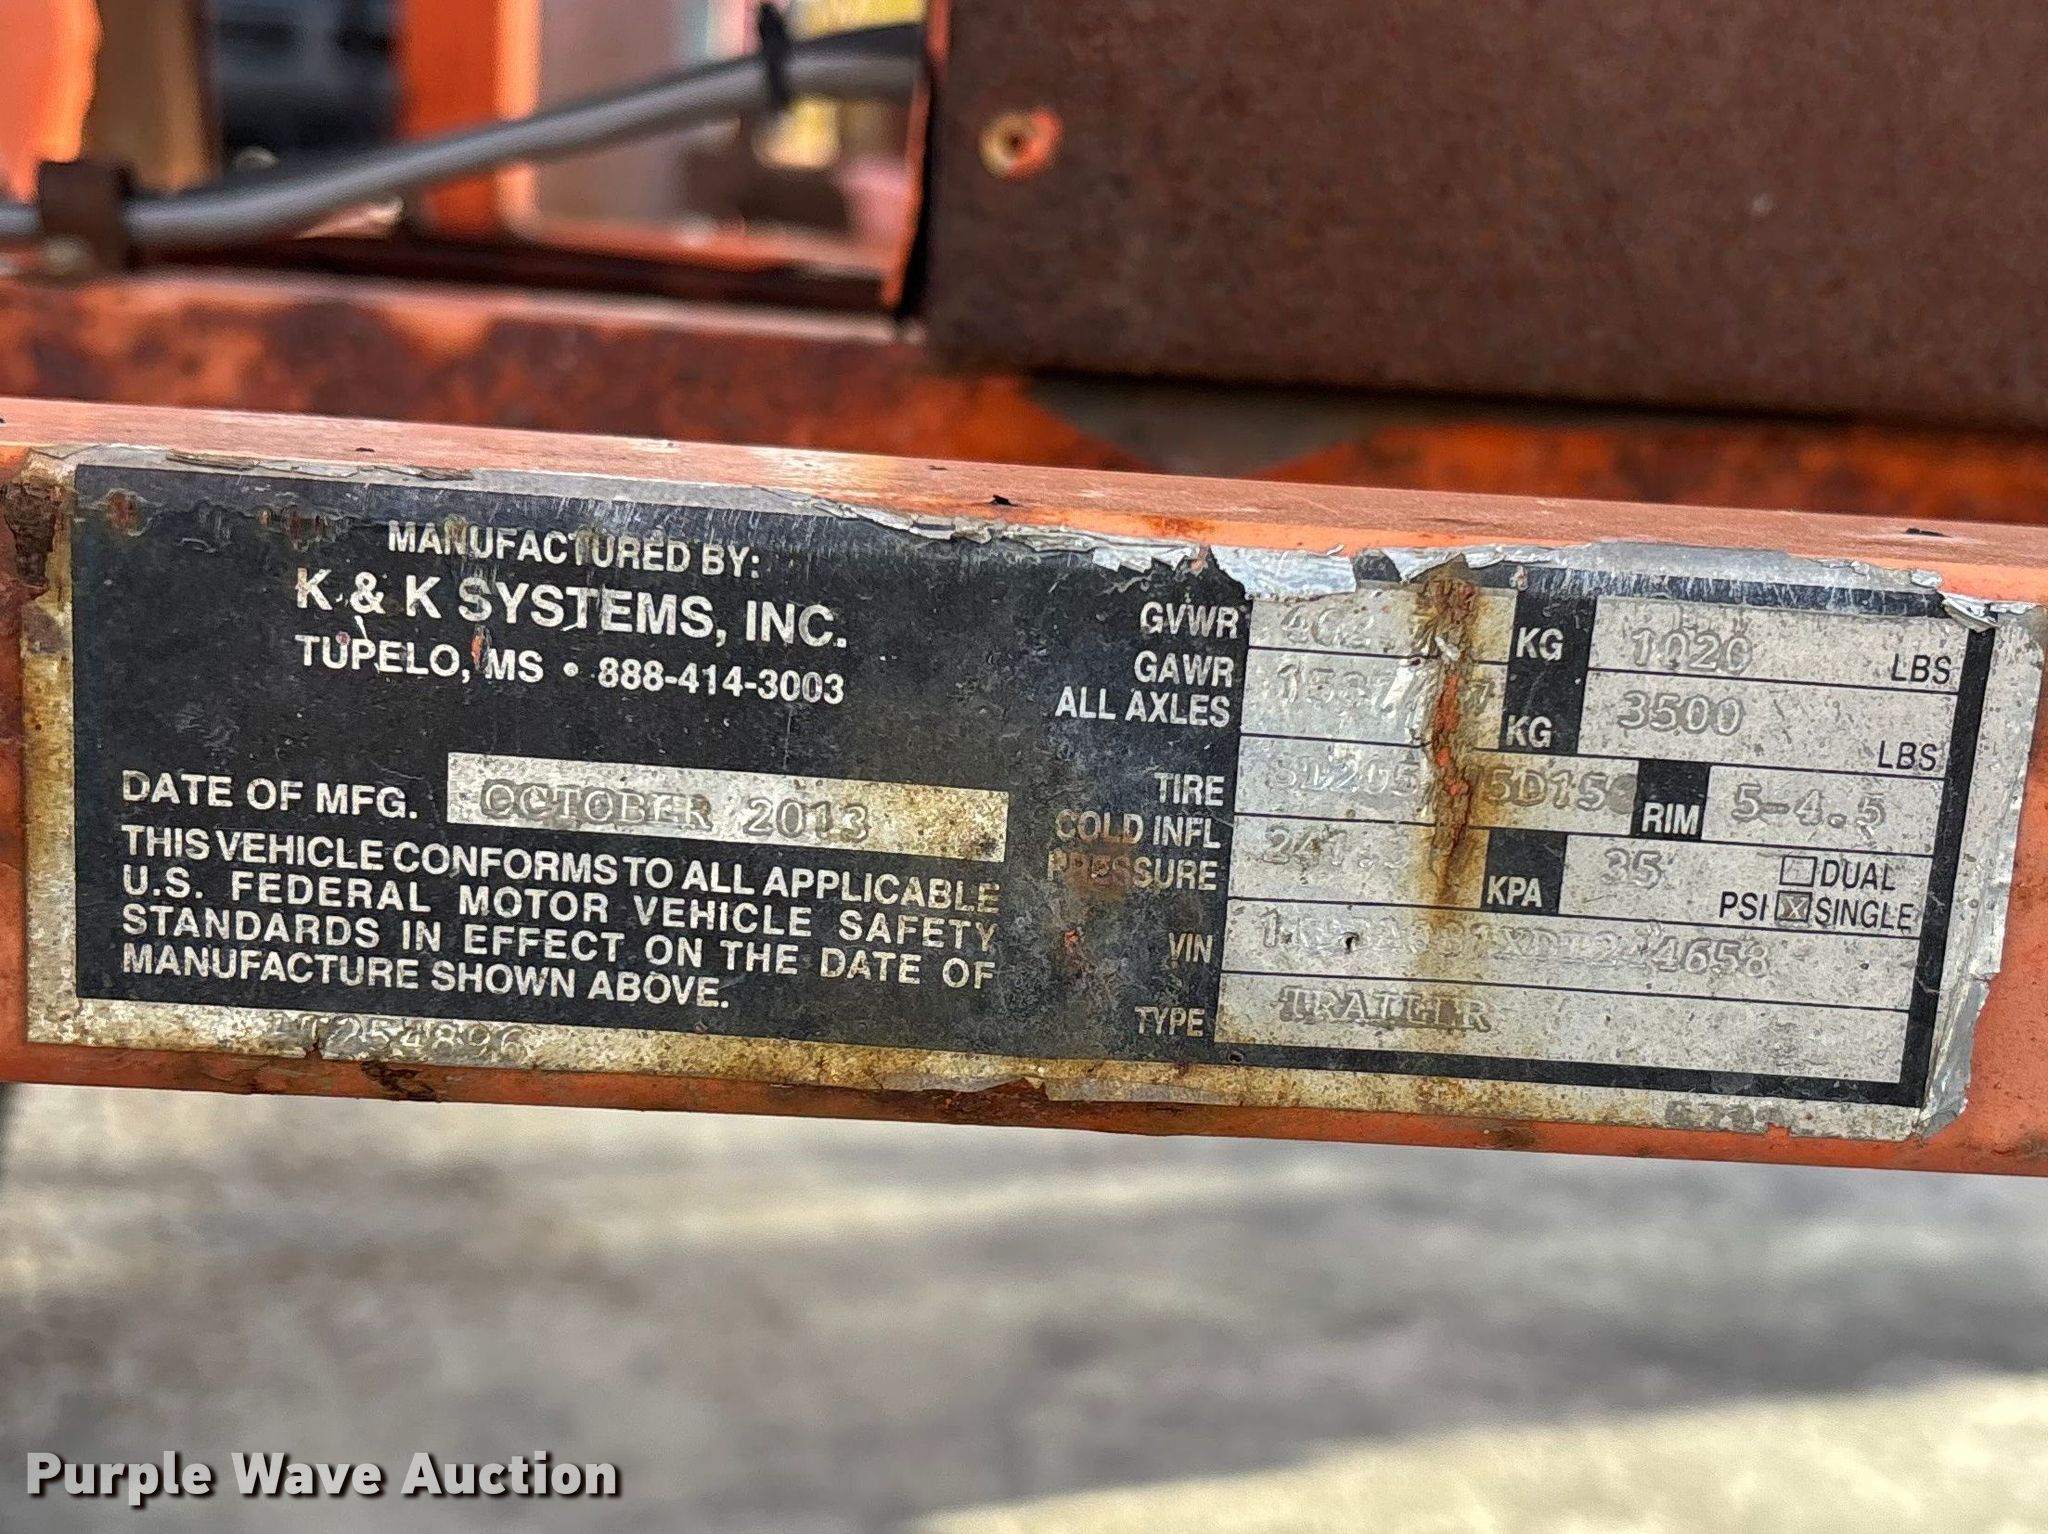 MANUFACTURED BY:
K & K SYSTEMS, INC.
TUPELO, MS • 888-414-3003
DATE OF MFG. OCTOBER 2013
THIS VEHICLE CONFORMS TO ALL APPLICABLE
U.S. FEDERAL MOTOR VEHICLE SAFETY
STANDARDS IN EFFECT ON THE DATE OF
MANUFACTURE SHOWN ABOVE.
GVWR KG 1020 LBS
GAWR
ALL AXLES KG 3500 LBS
TIRE RIM 5-4.5
COLD INFL
PRESSURE KPA 35 PSI
DUAL
X SINGLE
VIN
TYPE TRAILER
Purple Wave Auction